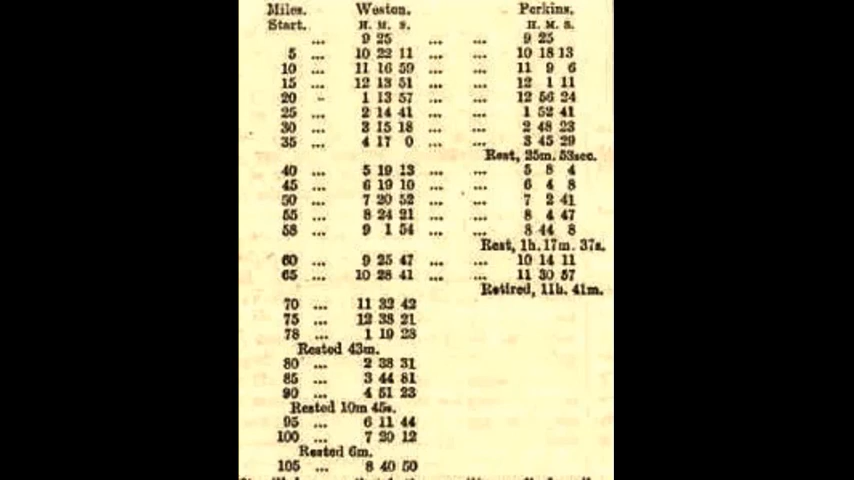 Miles. Weston. Perkins.
Start. H. M. S. H. M. S.
... 9 25 ... ... 9 25
5 ... 10 22 11 ... ... 10 18 13
10 ... 11 16 59 ... ... 11 9 6
15 ... 12 13 51 ... ... 12 1 11
20 - 1 13 57 ... ... 12 56 24
25 ... 2 14 41 ... ... 1 52 41
30 ... 3 15 18 ... ... 2 48 23
35 ... 4 17 0 ... ... 3 45 29
Rest, 25m. 53sec.
40 ... 5 19 13 ... ... 5 8 4
45 ... 6 19 10 ... ... 6 4 8
50 ... 7 20 52 ... ... 7 2 41
55 ... 8 24 21 ... ... 8 4 47
58 ... 9 1 54 ... ... 8 44 8
Rest, 1h. 17m. 37s.
60 ... 9 25 47 ... ... 10 14 11
65 ... 10 28 41 ... ... 11 30 57
Retired, 11h. 41m.
70 ... 11 32 42
75 ... 12 38 21
78 ... 1 19 23
Rested 43m.
80 ... 2 38 31
85 ... 3 44 31
90 ... 4 51 23
Rested 10m 45s.
95 ... 6 11 44
100 ... 7 20 12
Rested 6m.
105 ... 8 40 50